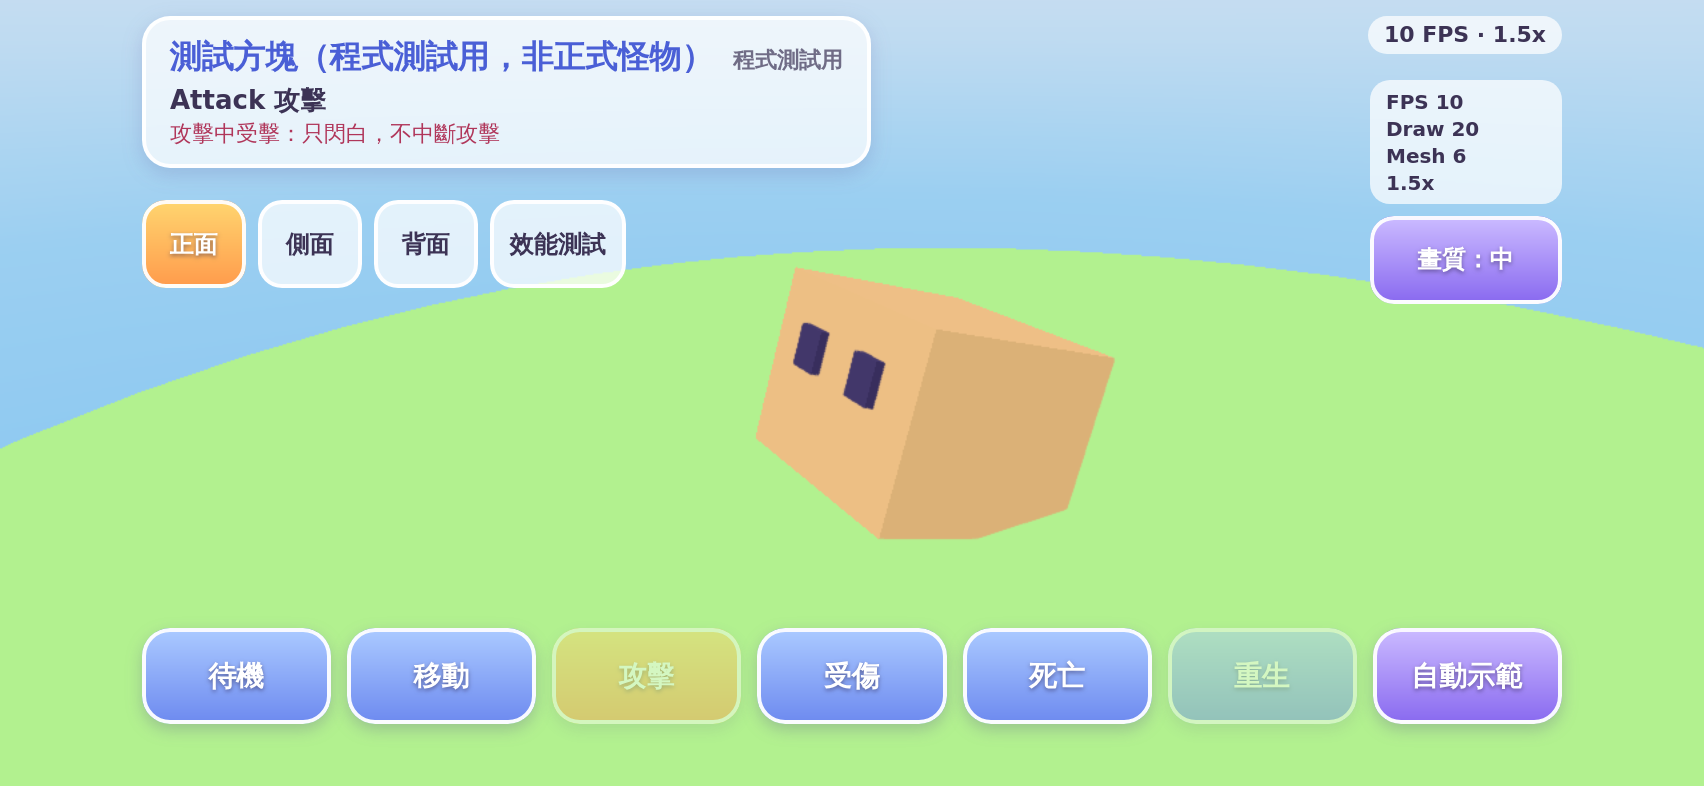 測試方塊（程式測試用，非正式怪物） 程式測試用
Attack 攻擊
攻擊中受擊：只閃白，不中斷攻擊
10 FPS · 1.5x
FPS 10
Draw 20
Mesh 6
1.5x
正面 側面 背面 效能測試
畫質：中
待機 移動 攻擊 受傷 死亡 重生 自動示範